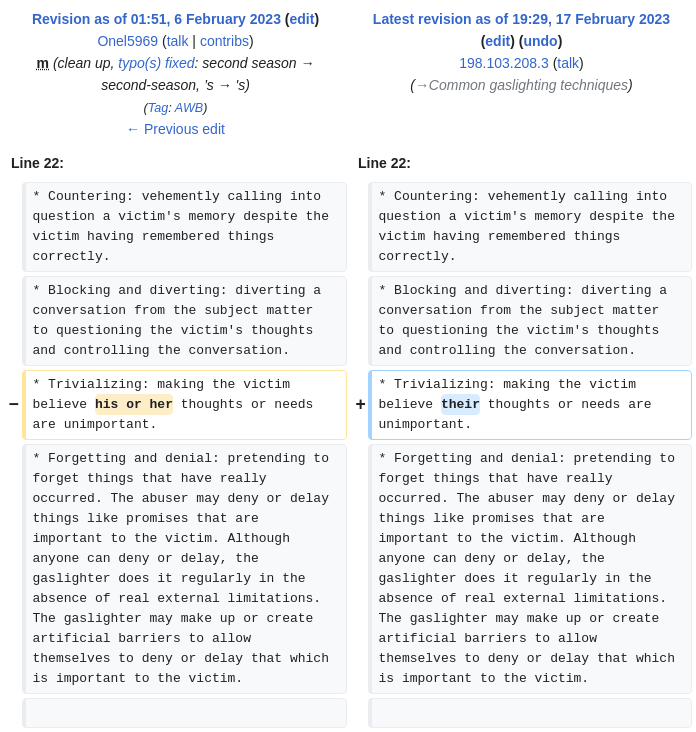 Revision as of 01:51, 6 February 2023 (edit)
Onel5969 (talk | contribs)
m (clean up, typo(s) fixed: second season →
second-season, 's → 's)
(Tag: AWB)
← Previous edit
Latest revision as of 19:29, 17 February 2023
(edit) (undo)
198.103.208.3 (talk)
(→Common gaslighting techniques)
Line 22:
* Countering: vehemently calling into
question a victim's memory despite the
victim having remembered things
correctly.
* Blocking and diverting: diverting a
conversation from the subject matter
to questioning the victim's thoughts
and controlling the conversation.
− * Trivializing: making the victim
believe his or her thoughts or needs
are unimportant.
* Forgetting and denial: pretending to
forget things that have really
occurred. The abuser may deny or delay
things like promises that are
important to the victim. Although
anyone can deny or delay, the
gaslighter does it regularly in the
absence of real external limitations.
The gaslighter may make up or create
artificial barriers to allow
themselves to deny or delay that which
is important to the victim.
Line 22:
* Countering: vehemently calling into
question a victim's memory despite the
victim having remembered things
correctly.
* Blocking and diverting: diverting a
conversation from the subject matter
to questioning the victim's thoughts
and controlling the conversation.
+ * Trivializing: making the victim
believe their thoughts or needs are
unimportant.
* Forgetting and denial: pretending to
forget things that have really
occurred. The abuser may deny or delay
things like promises that are
important to the victim. Although
anyone can deny or delay, the
gaslighter does it regularly in the
absence of real external limitations.
The gaslighter may make up or create
artificial barriers to allow
themselves to deny or delay that which
is important to the victim.